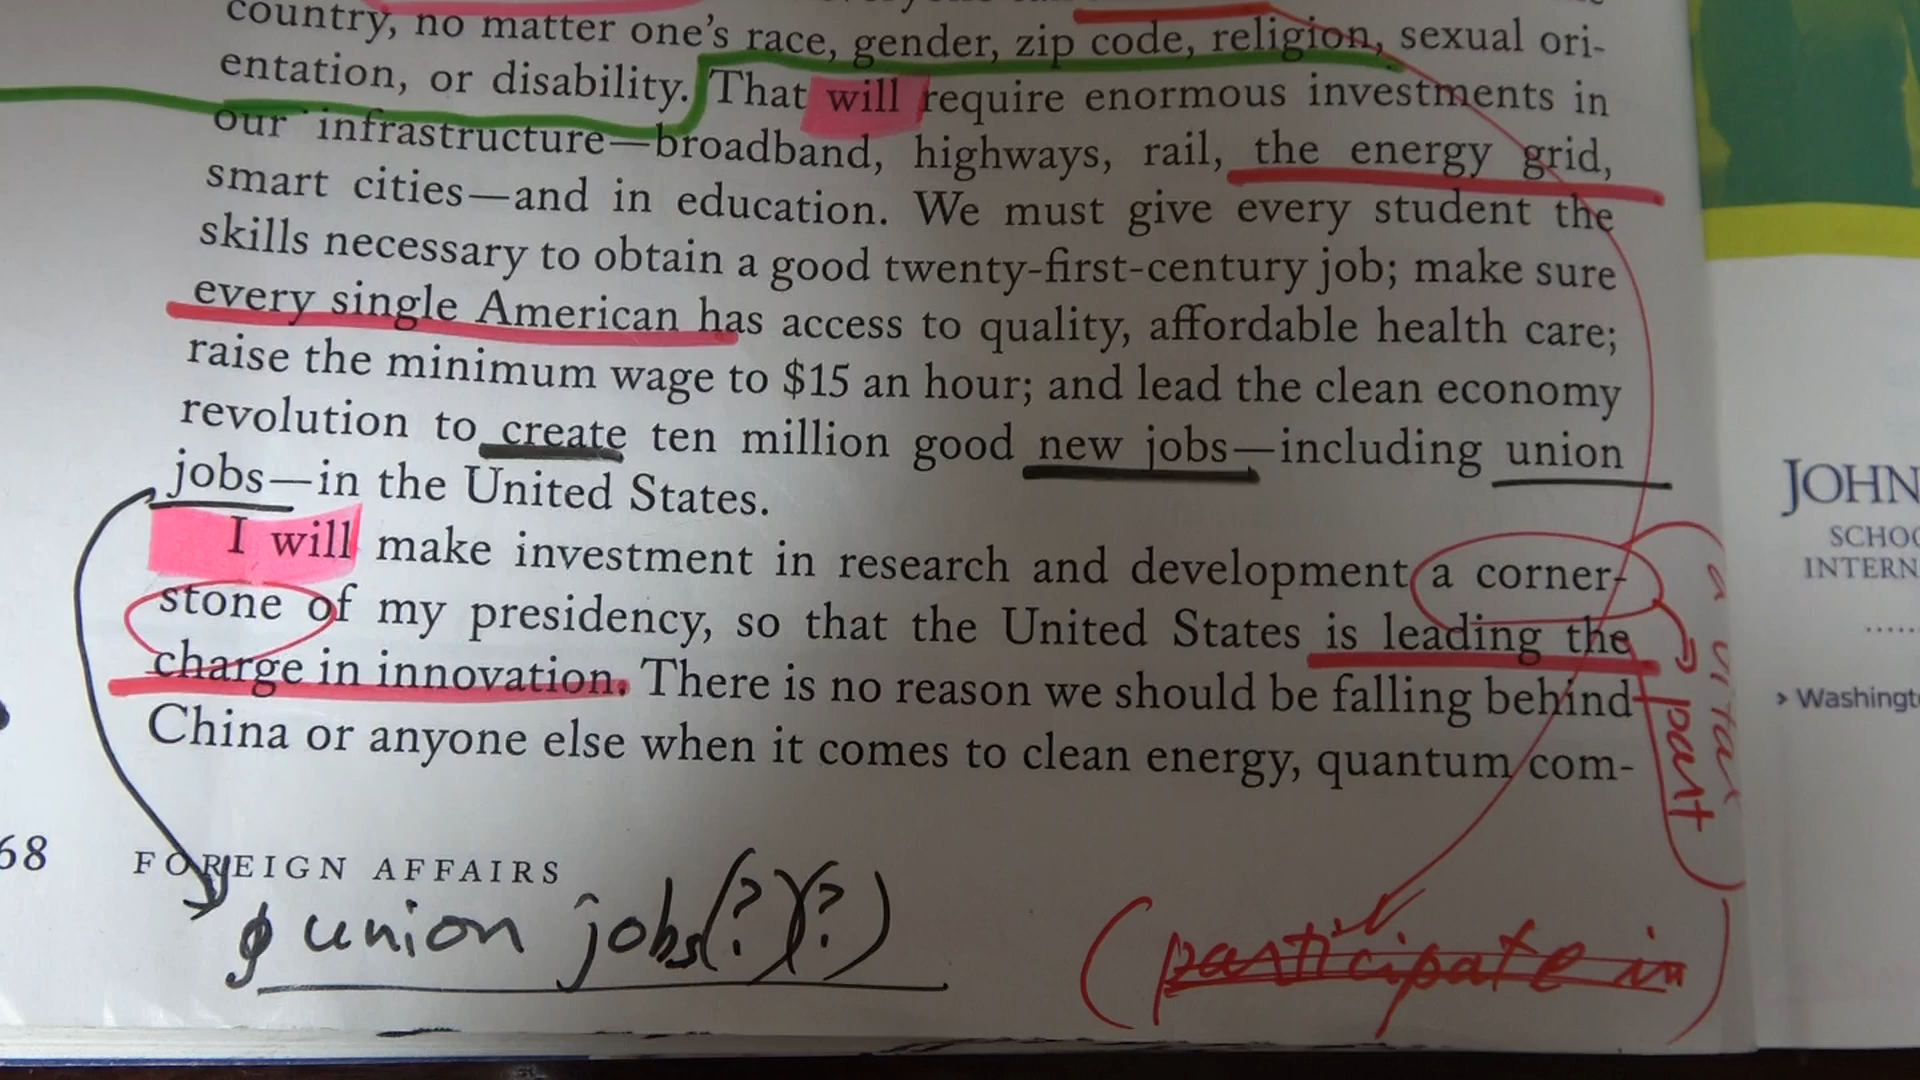 country, no matter one's race, gender, zip code, religion, sexual ori-
entation, or disability. That will require enormous investments in
our infrastructure—broadband, highways, rail, the energy grid,
smart cities—and in education. We must give every student the
skills necessary to obtain a good twenty-first-century job; make sure
every single American has access to quality, affordable health care;
raise the minimum wage to $15 an hour; and lead the clean economy
revolution to create ten million good new jobs—including union
jobs—in the United States.
I will make investment in research and development a corner-
stone of my presidency, so that the United States is leading the
charge in innovation. There is no reason we should be falling behind
China or anyone else when it comes to clean energy, quantum com-
68
FOREIGN AFFAIRS
union jobs(?)(?)
(participate in)
a vital
part
JOHN
SCHOO
INTERN
> Washingt